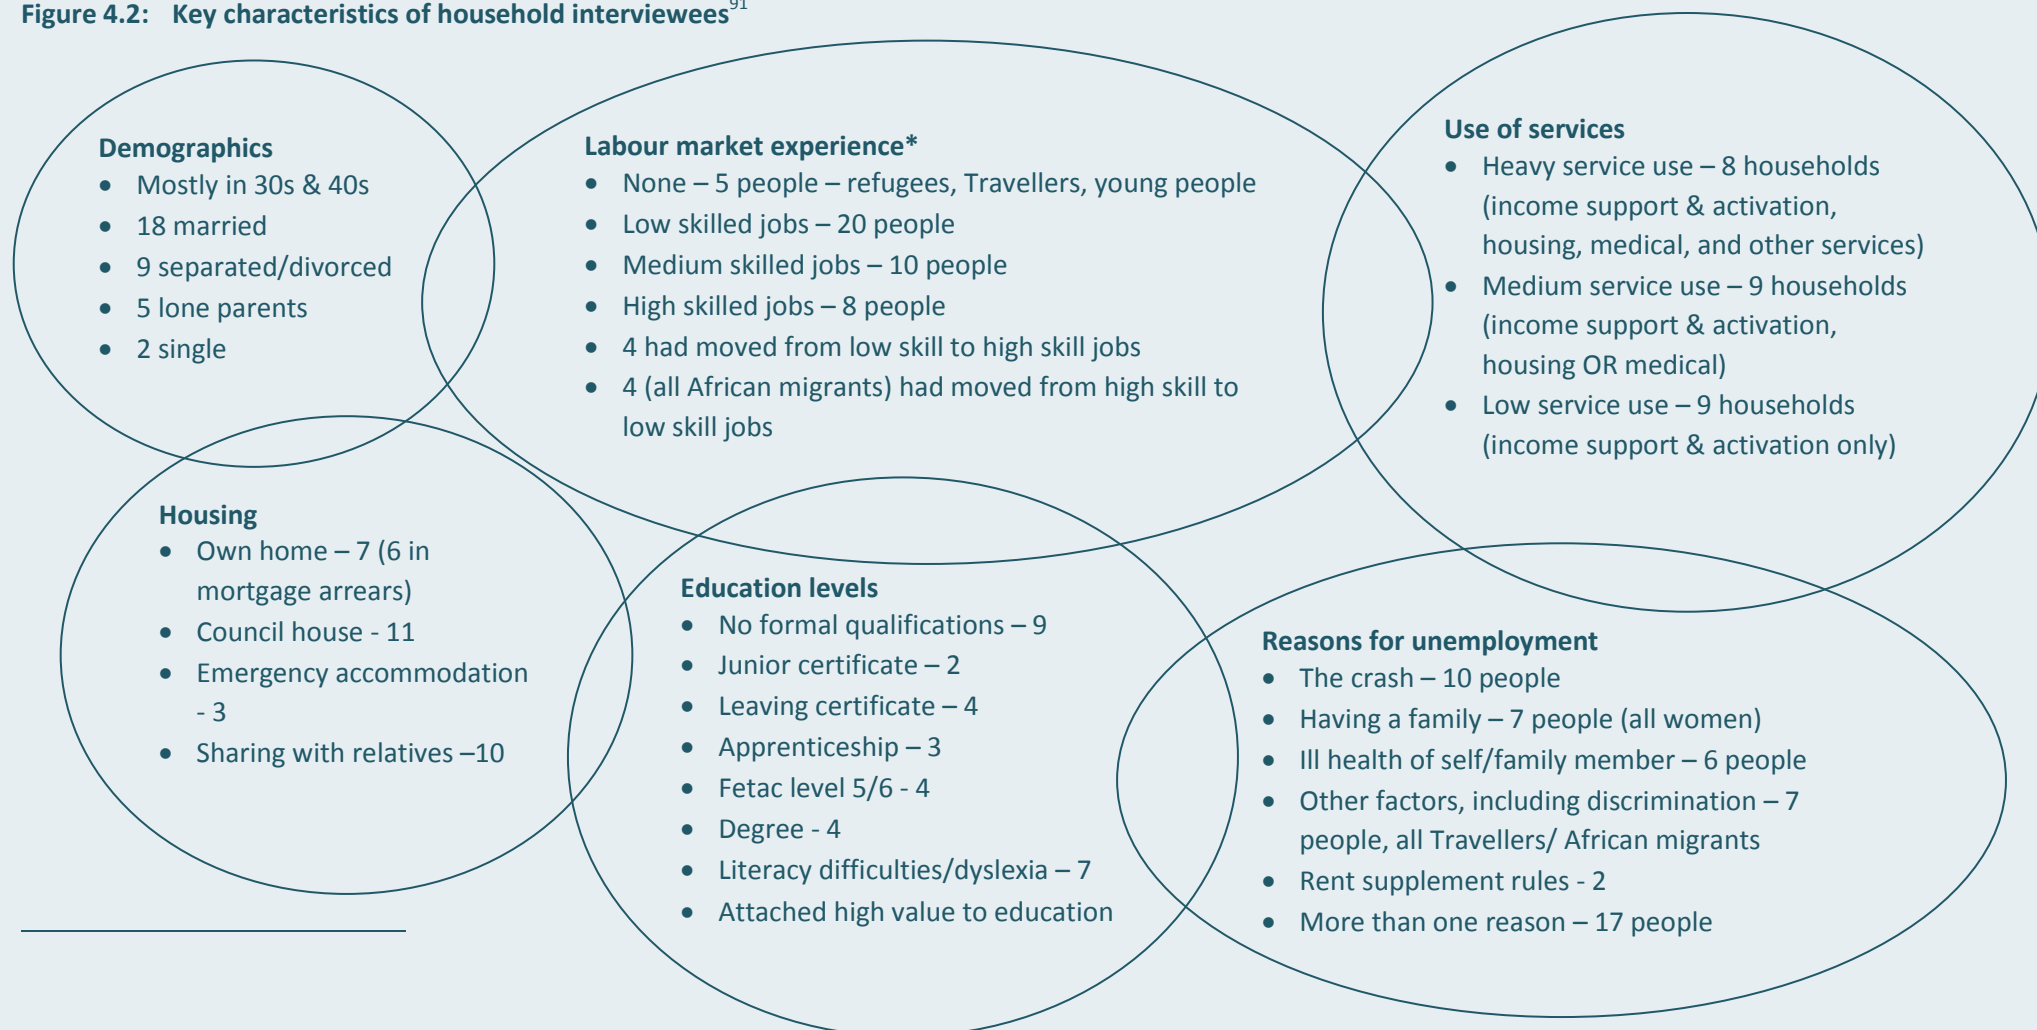 Figure 4.2: Key characteristics of household interviewees91
Demographics
• Mostly in 30s & 40s
• 18 married
• 9 separated/divorced
• 5 lone parents
• 2 single
Labour market experience*
• None – 5 people – refugees, Travellers, young people
• Low skilled jobs – 20 people
• Medium skilled jobs – 10 people
• High skilled jobs – 8 people
• 4 had moved from low skill to high skill jobs
• 4 (all African migrants) had moved from high skill to
low skill jobs
Use of services
• Heavy service use – 8 households
(income support & activation,
housing, medical, and other services)
• Medium service use – 9 households
(income support & activation,
housing OR medical)
• Low service use – 9 households
(income support & activation only)
Housing
• Own home – 7 (6 in
mortgage arrears)
• Council house - 11
• Emergency accommodation
- 3
• Sharing with relatives –10
Education levels
• No formal qualifications – 9
• Junior certificate – 2
• Leaving certificate – 4
• Apprenticeship – 3
• Fetac level 5/6 - 4
• Degree - 4
• Literacy difficulties/dyslexia – 7
• Attached high value to education
Reasons for unemployment
• The crash – 10 people
• Having a family – 7 people (all women)
• Ill health of self/family member – 6 people
• Other factors, including discrimination – 7
people, all Travellers/ African migrants
• Rent supplement rules - 2
• More than one reason – 17 people